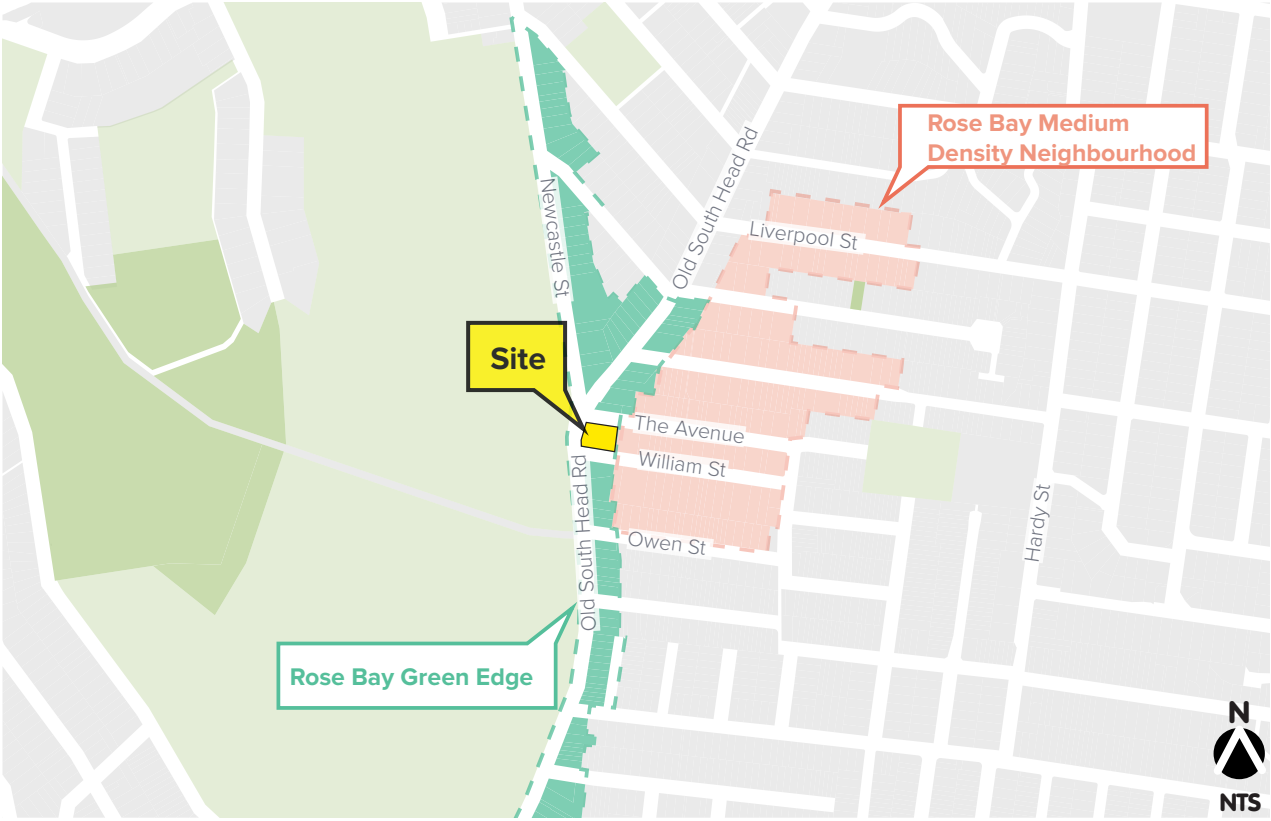 Rose Bay Medium
Density Neighbourhood
Old South Head Rd
Newcastle St
Liverpool St
Site
The Avenue
William St
Old South Head Rd
Hardy St
Owen St
Rose Bay Green Edge
N
NTS